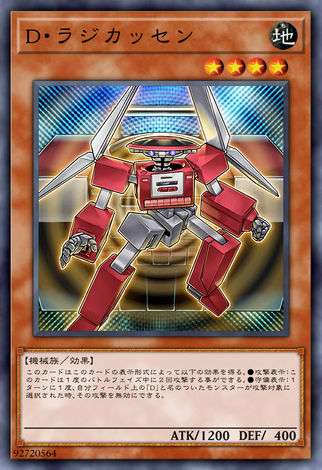 D・ラジカッセン
地
【機械族／効果】
このカードはこのカードの表示形式によって以下の効果を得る。●攻撃表示：こ
のカードは１度のバトルフェイズ中に２回攻撃する事ができる。●守備表示：１
ターンに１度、自分フィールド上の「D」と名のついたモンスターが攻撃対象に
選択された時、その攻撃を無効にできる。
ATK/1200 DEF/ 400
92720564